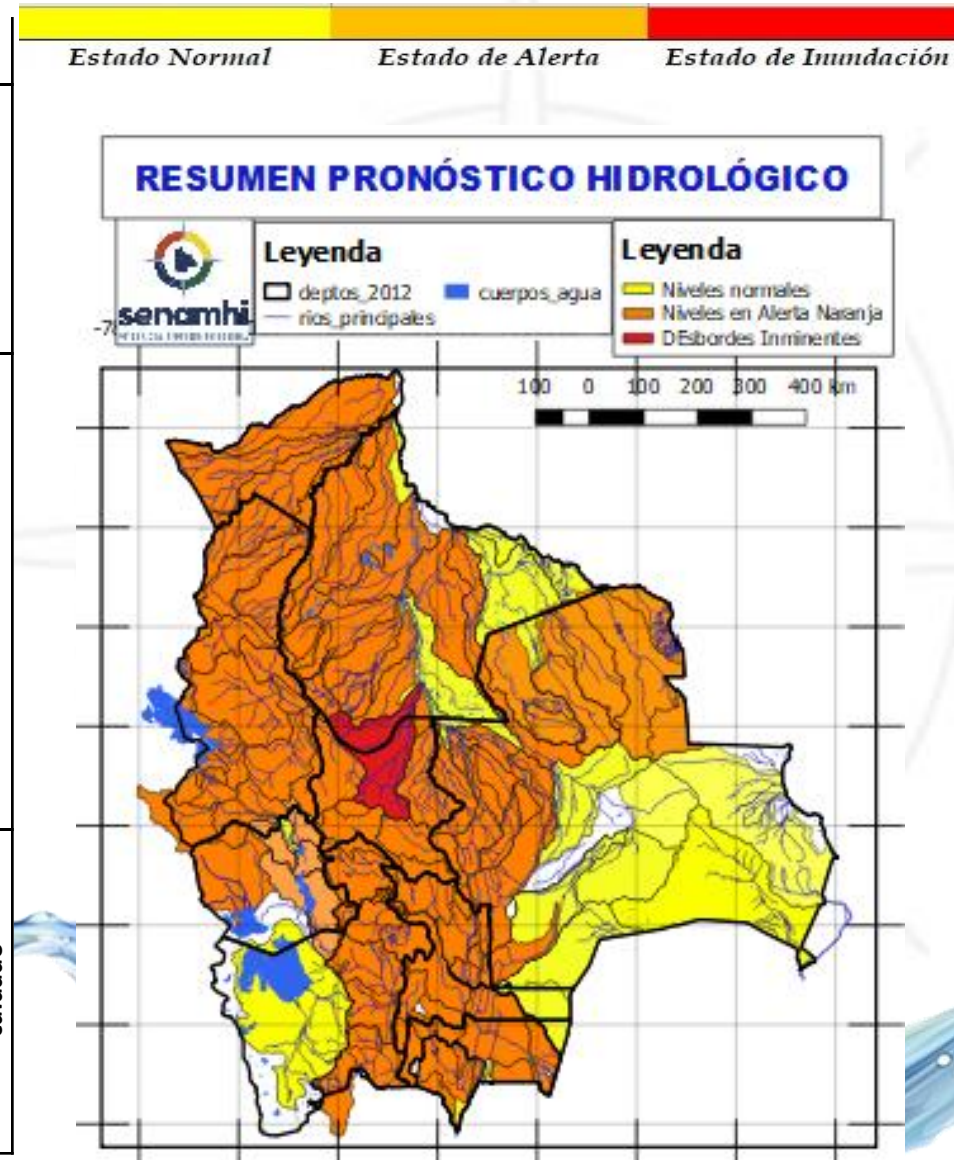 Estado Normal Estado de Alerta Estado de Inundación
RESUMEN PRONÓSTICO HIDROLÓGICO
senamhi
Leyenda
deptos_2012 cuerpos_agua
rios_principales
Leyenda
Niveles normales
Niveles en Alerta Naranja
DEsbordes Inminentes
100 0 100 200 300 400 km